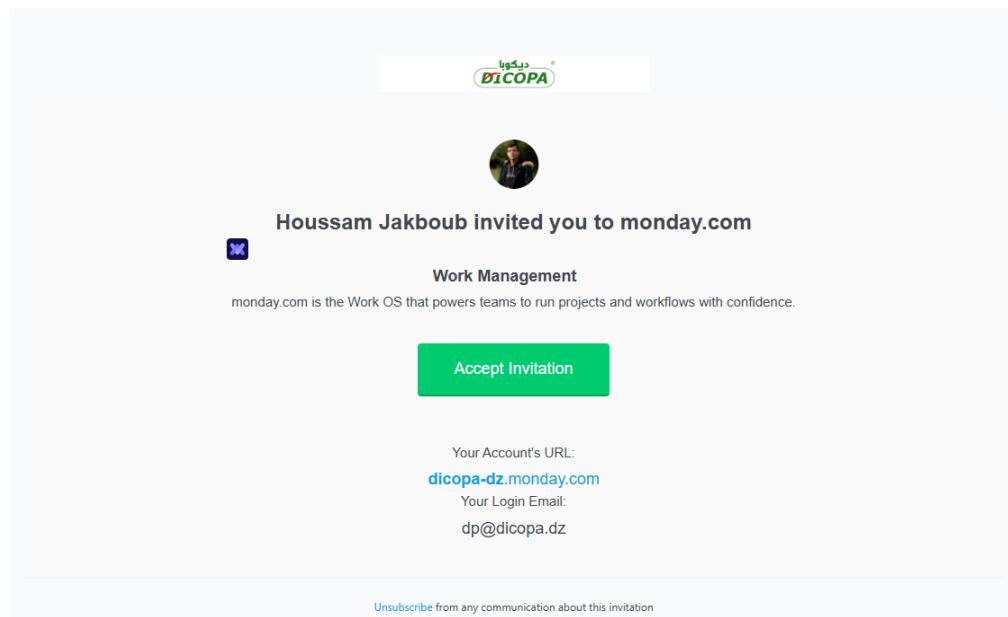 ديكوبا
DiCOPA
Houssam Jakboub invited you to monday.com
Work Management
monday.com is the Work OS that powers teams to run projects and workflows with confidence.
Accept Invitation
Your Account's URL:
dicopa-dz.monday.com
Your Login Email:
dp@dicopa.dz
Unsubscribe from any communication about this invitation